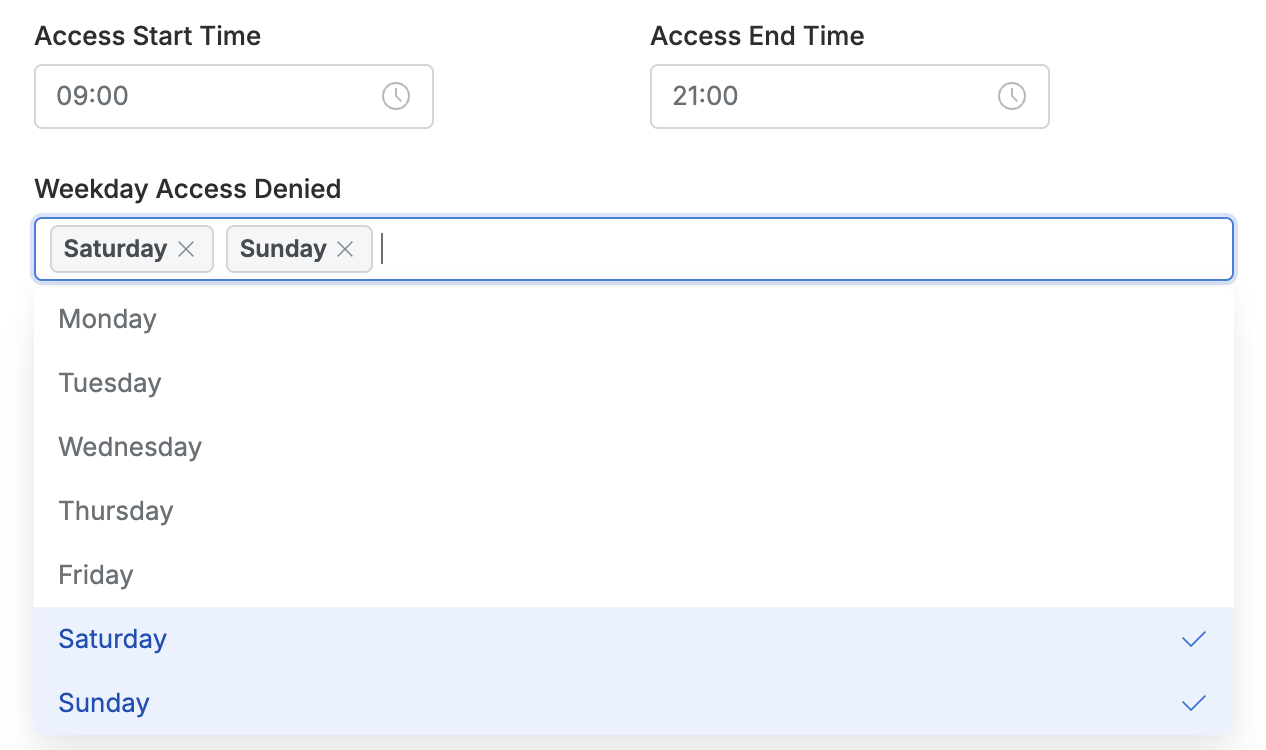 Access Start Time Access End Time
09:00 21:00
Weekday Access Denied
Saturday Sunday
Monday
Tuesday
Wednesday
Thursday
Friday
Saturday
Sunday